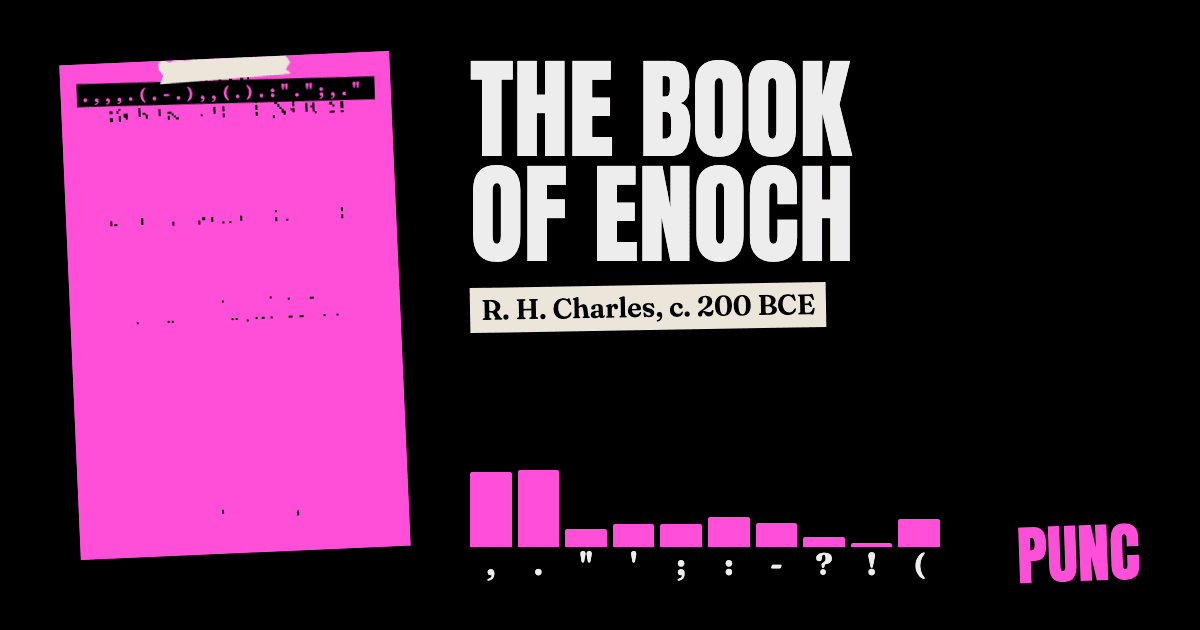 .,,,.(.-.),,(.).:".";,."
THE BOOK
OF ENOCH
R. H. Charles, c. 200 BCE
, . " ' ; : - ? ! (
PUNC